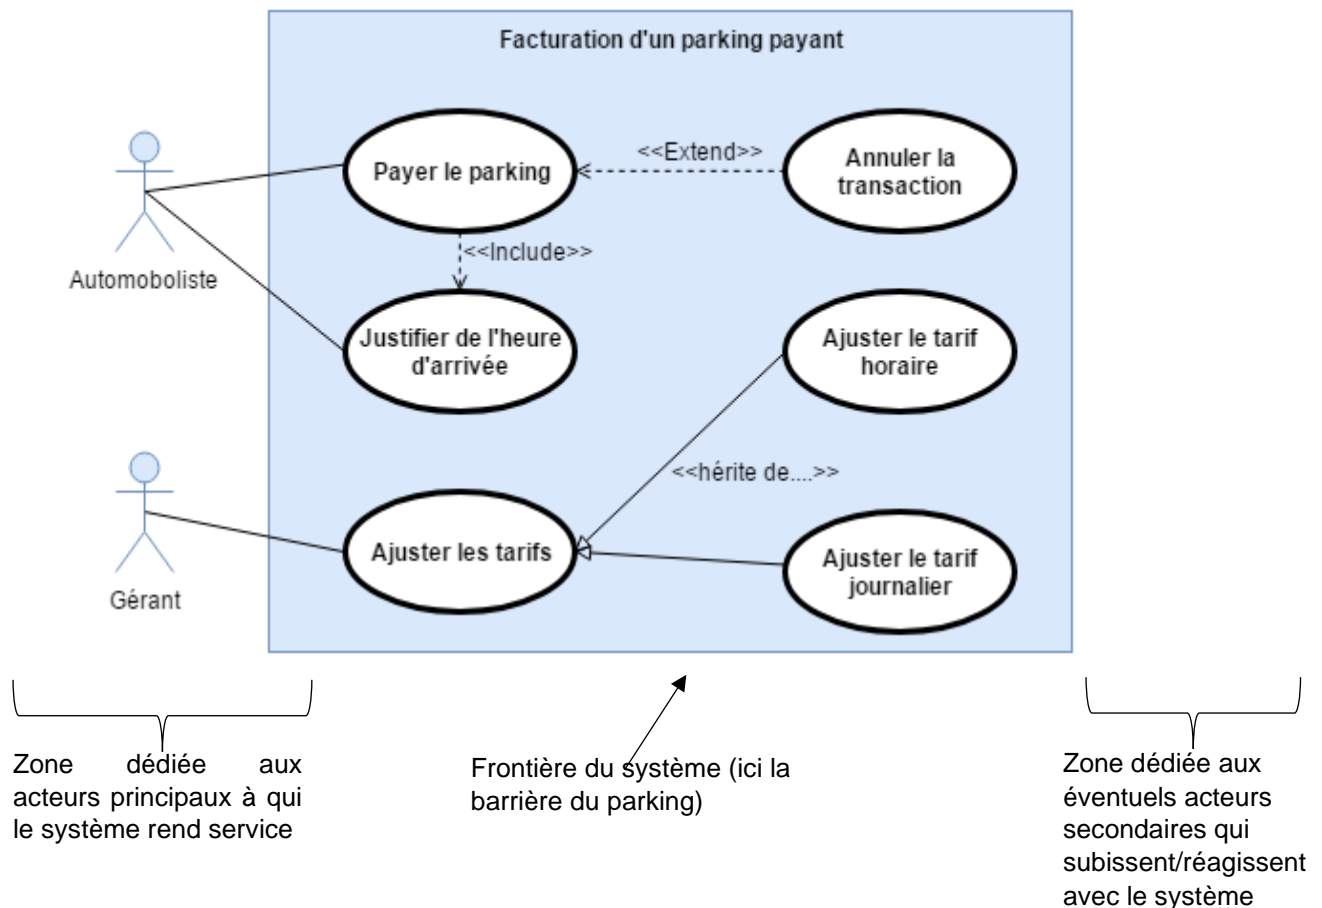 Facturation d'un parking payant
Payer le parking
<<Extend>>
Annuler la
transaction
<<Include>>
Automoboliste
Justifier de l'heure
d'arrivée
Ajuster le tarif
horaire
<<hérite de....>>
Ajuster les tarifs
Ajuster le tarif
journalier
Gérant
Zone dédiée aux
acteurs principaux à qui
le système rend service
Frontière du système (ici la
barrière du parking)
Zone dédiée aux
éventuels acteurs
secondaires qui
subissent/réagissent
avec le système